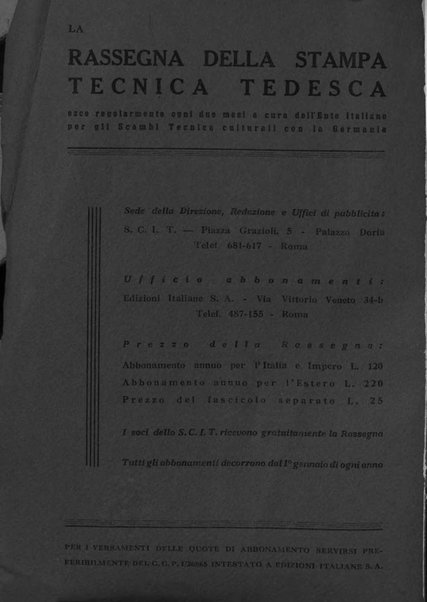 LA
RASSEGNA DELLA STAMPA
TECNICA TEDESCA
esce regolarmente ogni due mesi a cura dell'Ente Italiano
per gli Scambi Tecnico culturali con la Germania
Sede della Direzione, Redazione e Uffici di pubblicità:
S. C. I. T. — Piazza Grazioli, 5 - Palazzo Doria
Telef. 681-617 - Roma
Ufficio abbonamenti:
Edizioni Italiane S. A. - Via Vittorio Veneto 34-b
Telef. 487-155 - Roma
Prezzo della Rassegna:
Abbonamento annuo per l'Italia e Impero L. 120
Abbonamento annuo per l'Estero L. 220
Prezzo del fascicolo separato L. 25
I soci dello S. C. I. T. ricevono gratuitamente la Rassegna
Tutti gli abbonamenti decorrono dal 1° gennaio di ogni anno
PER I VERSAMENTI DELLE QUOTE DI ABBONAMENTO SERVIRSI PRE-
FERIBILMENTE DEL C. C. P. INTESTATO A EDIZIONI ITALIANE S. A.